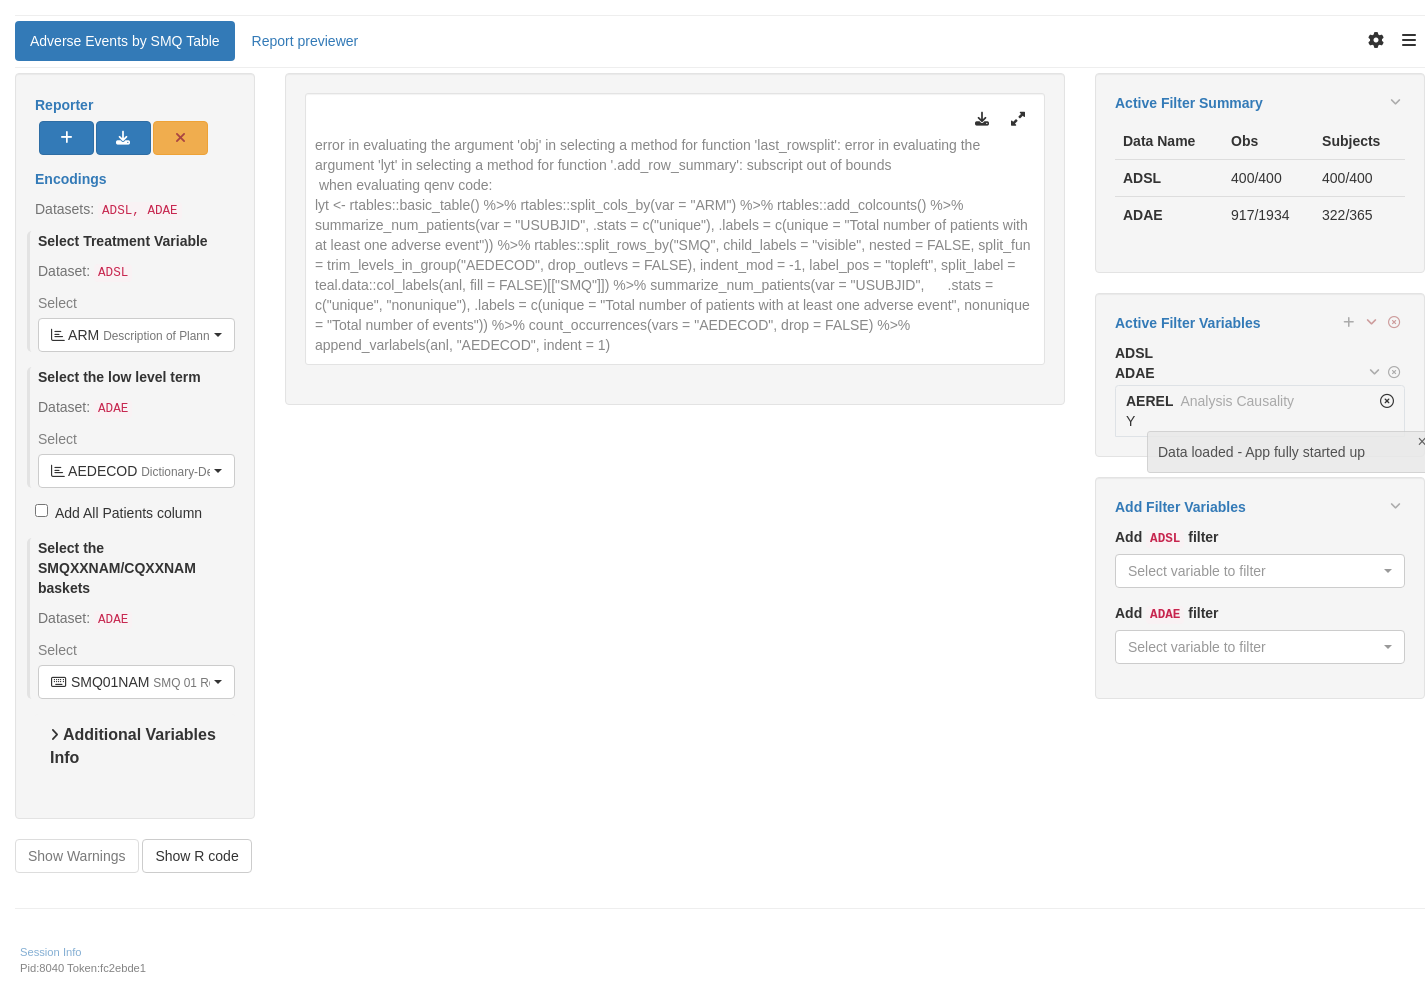 Adverse Events by SMQ Table
Report previewer
Reporter
Encodings
Datasets: ADSL, ADAE
Select Treatment Variable
Dataset: ADSL
Select
ARM Description of Plann
Select the low level term
Dataset: ADAE
Select
AEDECOD Dictionary-De
Add All Patients column
Select the
SMQXXNAM/CQXXNAM
baskets
Dataset: ADAE
Select
SMQ01NAM SMQ 01 Re
Additional Variables
Info
Show Warnings
Show R code
error in evaluating the argument 'obj' in selecting a method for function 'last_rowsplit': error in evaluating the
argument 'lyt' in selecting a method for function '.add_row_summary': subscript out of bounds
when evaluating qenv code:
lyt <- rtables::basic_table() %>% rtables::split_cols_by(var = "ARM") %>% rtables::add_colcounts() %>%
summarize_num_patients(var = "USUBJID", .stats = c("unique"), .labels = c(unique = "Total number of patients with
at least one adverse event")) %>% rtables::split_rows_by("SMQ", child_labels = "visible", nested = FALSE, split_fun
= trim_levels_in_group("AEDECOD", drop_outlevs = FALSE), indent_mod = -1, label_pos = "topleft", split_label =
teal.data::col_labels(anl, fill = FALSE)[["SMQ"]]) %>% summarize_num_patients(var = "USUBJID", .stats =
c("unique", "nonunique"), .labels = c(unique = "Total number of patients with at least one adverse event", nonunique
= "Total number of events")) %>% count_occurrences(vars = "AEDECOD", drop = FALSE) %>%
append_varlabels(anl, "AEDECOD", indent = 1)
Active Filter Summary
Data Name Obs Subjects
ADSL 400/400 400/400
ADAE 917/1934 322/365
Active Filter Variables
ADSL
ADAE
AEREL Analysis Causality
Y
Data loaded - App fully started up
Add Filter Variables
Add ADSL filter
Select variable to filter
Add ADAE filter
Select variable to filter
Session Info
Pid:8040 Token:fc2ebde1